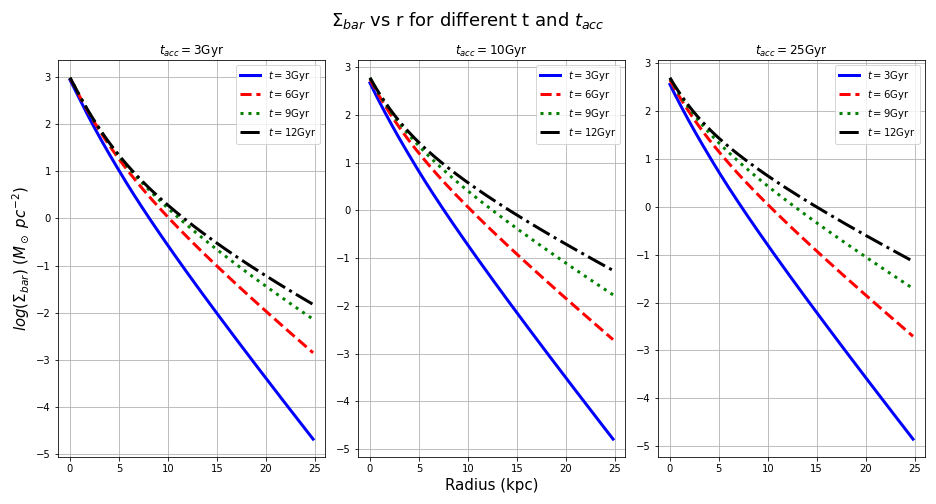 Σ_bar vs r for different t and t_acc
t_acc = 3Gyr
t = 3Gyr
t = 6Gyr
t = 9Gyr
t = 12Gyr
3
2
1
0
−1
−2
−3
−4
−5
0 5 10 15 20 25
log(Σ_bar) (M_⊙ pc^−2)
t_acc = 10Gyr
t = 3Gyr
t = 6Gyr
t = 9Gyr
t = 12Gyr
3
2
1
0
−1
−2
−3
−4
−5
0 5 10 15 20 25
Radius (kpc)
t_acc = 25Gyr
t = 3Gyr
t = 6Gyr
t = 9Gyr
t = 12Gyr
3
2
1
0
−1
−2
−3
−4
−5
0 5 10 15 20 25